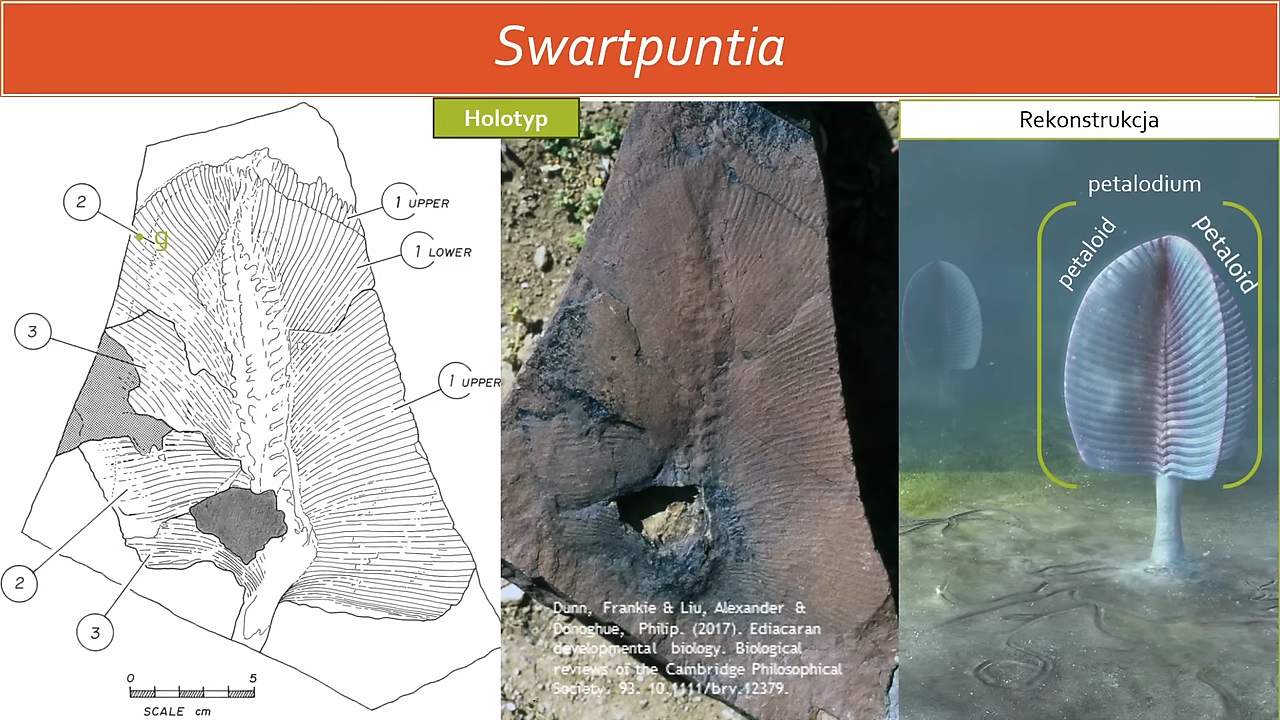 Swartpuntia
Holotyp
Rekonstrukcja
2
g
3
2
3
1 UPPER
1 LOWER
1 UPPER
0 5
SCALE cm
Dunn, Frankie & Liu, Alexander &
Donoghue, Philip. (2017). Ediacaran
developmental biology. Biological
reviews of the Cambridge Philosophical
Society. 93. 10.1111/brv.12379.
petalodium
petaloid
petaloid